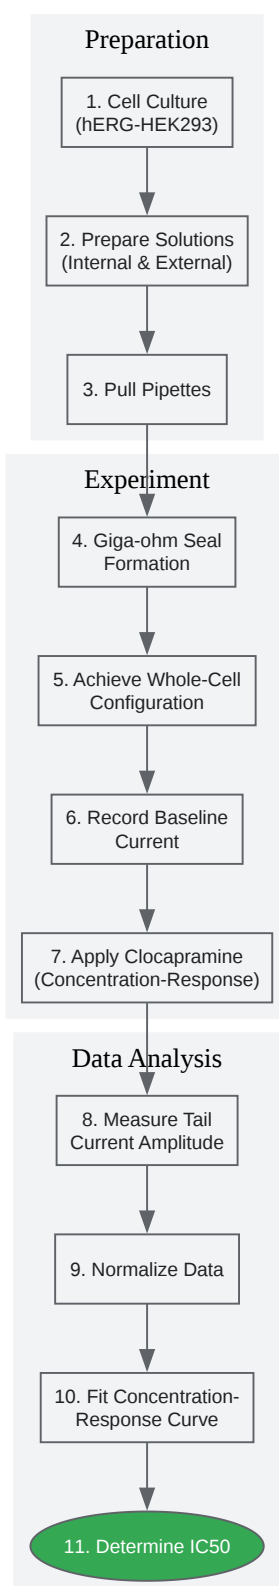 Preparation
1. Cell Culture
(hERG-HEK293)
2. Prepare Solutions
(Internal & External)
3. Pull Pipettes
Experiment
4. Giga-ohm Seal
Formation
5. Achieve Whole-Cell
Configuration
6. Record Baseline
Current
7. Apply Clocapramine
(Concentration-Response)
Data Analysis
8. Measure Tail
Current Amplitude
9. Normalize Data
10. Fit Concentration-
Response Curve
11. Determine IC50